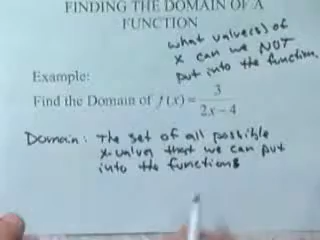 FINDING THE DOMAIN OF A
FUNCTION
what value(s) of
x can we NOT
put into the function.
Example:
Find the Domain of f(x) = 3 / 2x − 4
Domain: The set of all possible
x-values that we can put
into the functions